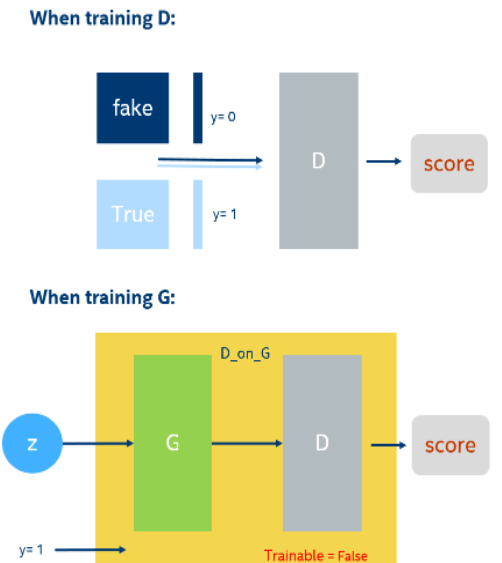 When training D:
fake
y= 0
D
score
True
y= 1
When training G:
D_on_G
z
G
D
score
y= 1
Trainable = False